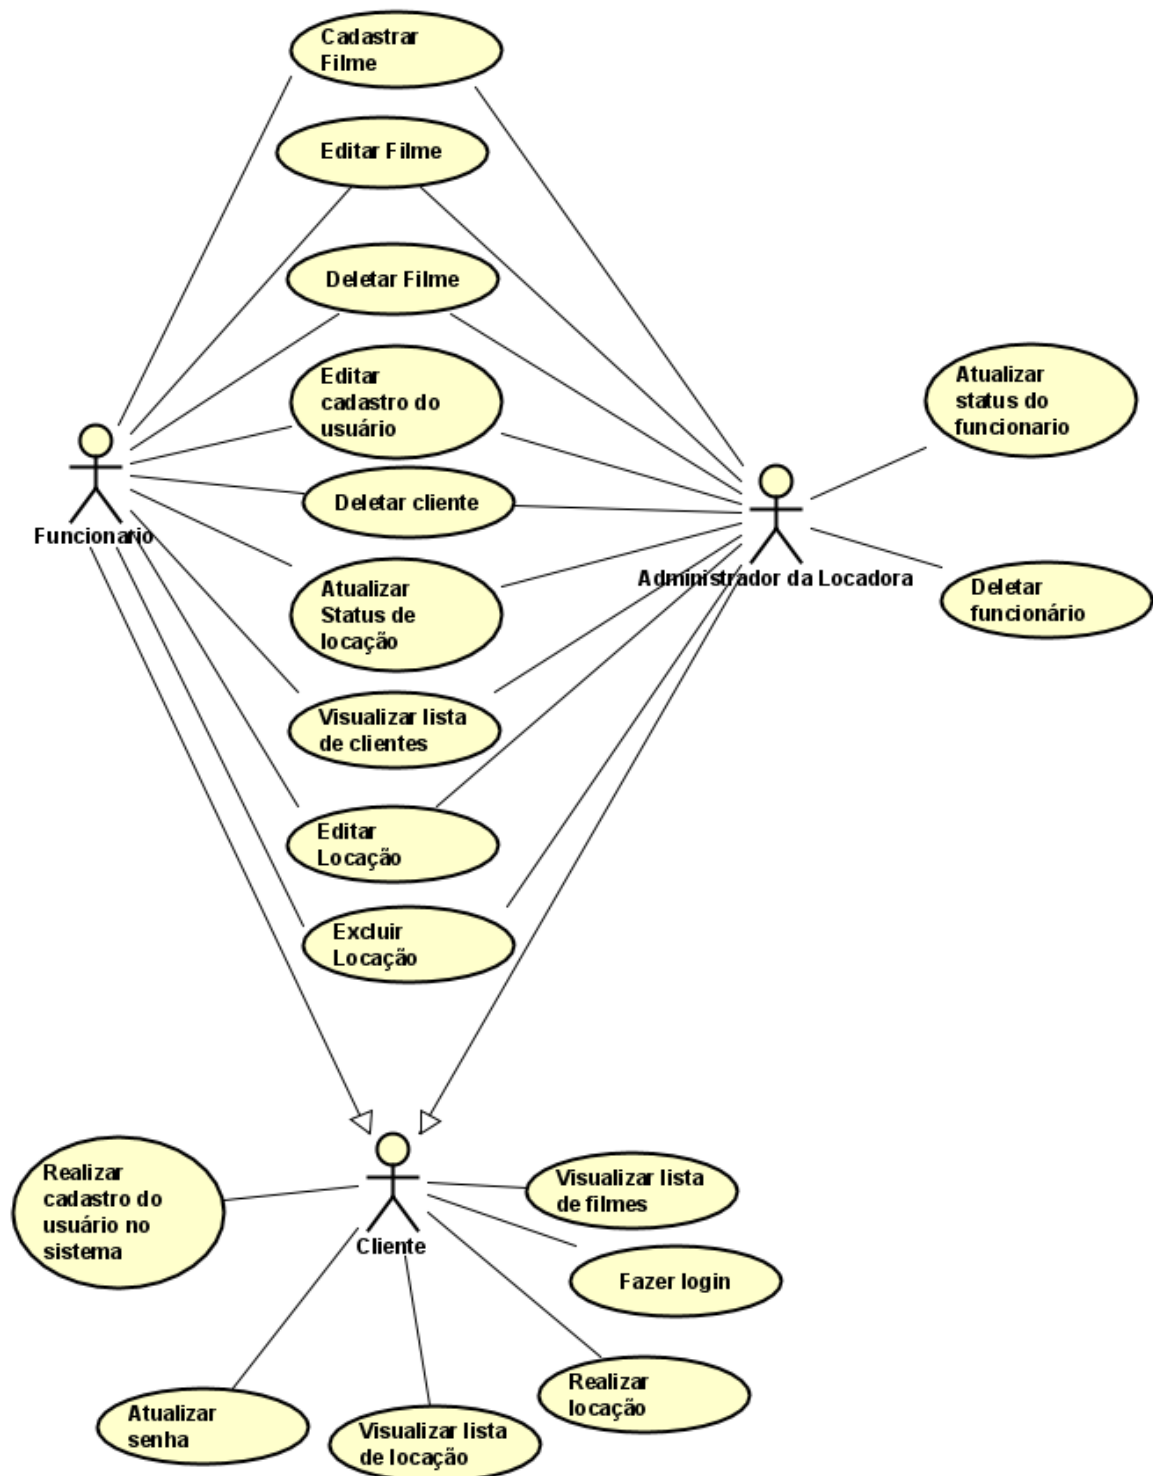 Cadastrar
Filme
Editar Filme
Deletar Filme
Editar
cadastro do
usuário
Atualizar
status do
funcionario
Deletar cliente
Funcionario
Administrador da Locadora
Atualizar
Status de
locação
Deletar
funcionário
Visualizar lista
de clientes
Editar
Locação
Excluir
Locação
Realizar
cadastro do
usuário no
sistema
Visualizar lista
de filmes
Cliente
Fazer login
Realizar
locação
Atualizar
senha
Visualizar lista
de locação